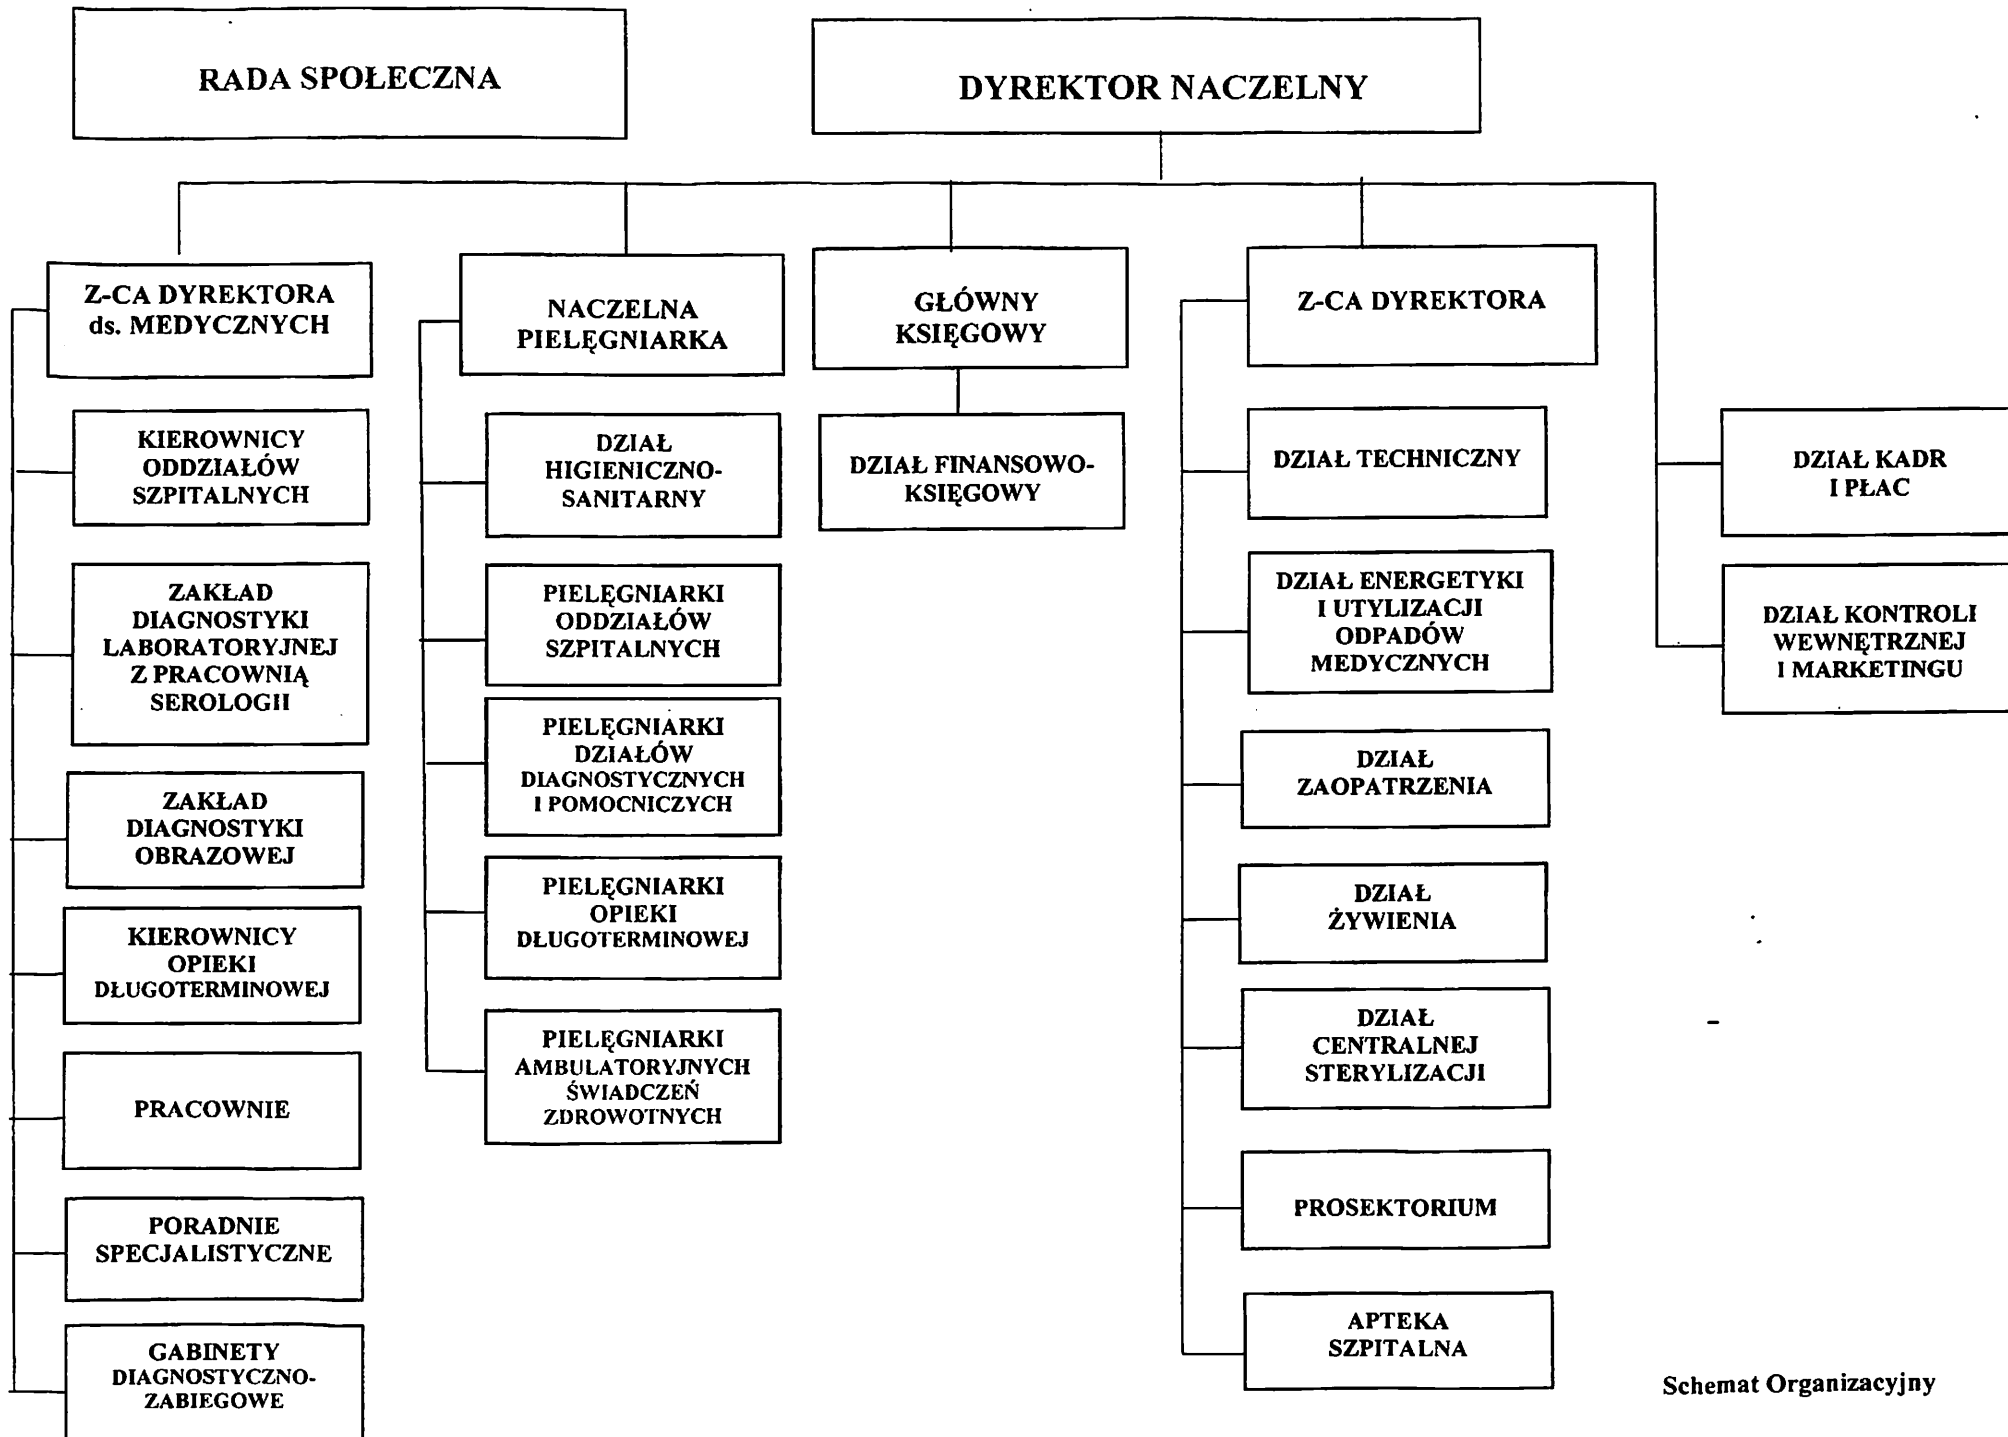 RADA SPOŁECZNA
DYREKTOR NACZELNY
Z-CA DYREKTORA
ds. MEDYCZNYCH
KIEROWNICY
ODDZIAŁÓW
SZPITALNYCH
ZAKŁAD
DIAGNOSTYKI
LABORATORYJNEJ
Z PRACOWNIĄ
SEROLOGII
ZAKŁAD
DIAGNOSTYKI
OBRAZOWEJ
KIEROWNICY
OPIEKI
DŁUGOTERMINOWEJ
PRACOWNIE
PORADNIE
SPECJALISTYCZNE
GABINETY
DIAGNOSTYCZNO-
ZABIEGOWE
NACZELNA
PIELĘGNIARKA
DZIAŁ
HIGIENICZNO-
SANITARNY
PIELĘGNIARKI
ODDZIAŁÓW
SZPITALNYCH
PIELĘGNIARKI
DZIAŁÓW
DIAGNOSTYCZNYCH
I POMOCNICZYCH
PIELĘGNIARKI
OPIEKI
DŁUGOTERMINOWEJ
PIELĘGNIARKI
AMBULATORYJNYCH
ŚWIADCZEŃ
ZDROWOTNYCH
GŁÓWNY
KSIĘGOWY
DZIAŁ FINANSOWO-
KSIĘGOWY
Z-CA DYREKTORA
DZIAŁ TECHNICZNY
DZIAŁ ENERGETYKI
I UTYLIZACJI
ODPADÓW
MEDYCZNYCH
DZIAŁ
ZAOPATRZENIA
DZIAŁ
ŻYWIENIA
DZIAŁ
CENTRALNEJ
STERYLIZACJI
PROSEKTORIUM
APTEKA
SZPITALNA
DZIAŁ KADR
I PŁAC
DZIAŁ KONTROLI
WEWNĘTRZNEJ
I MARKETINGU
Schemat Organizacyjny